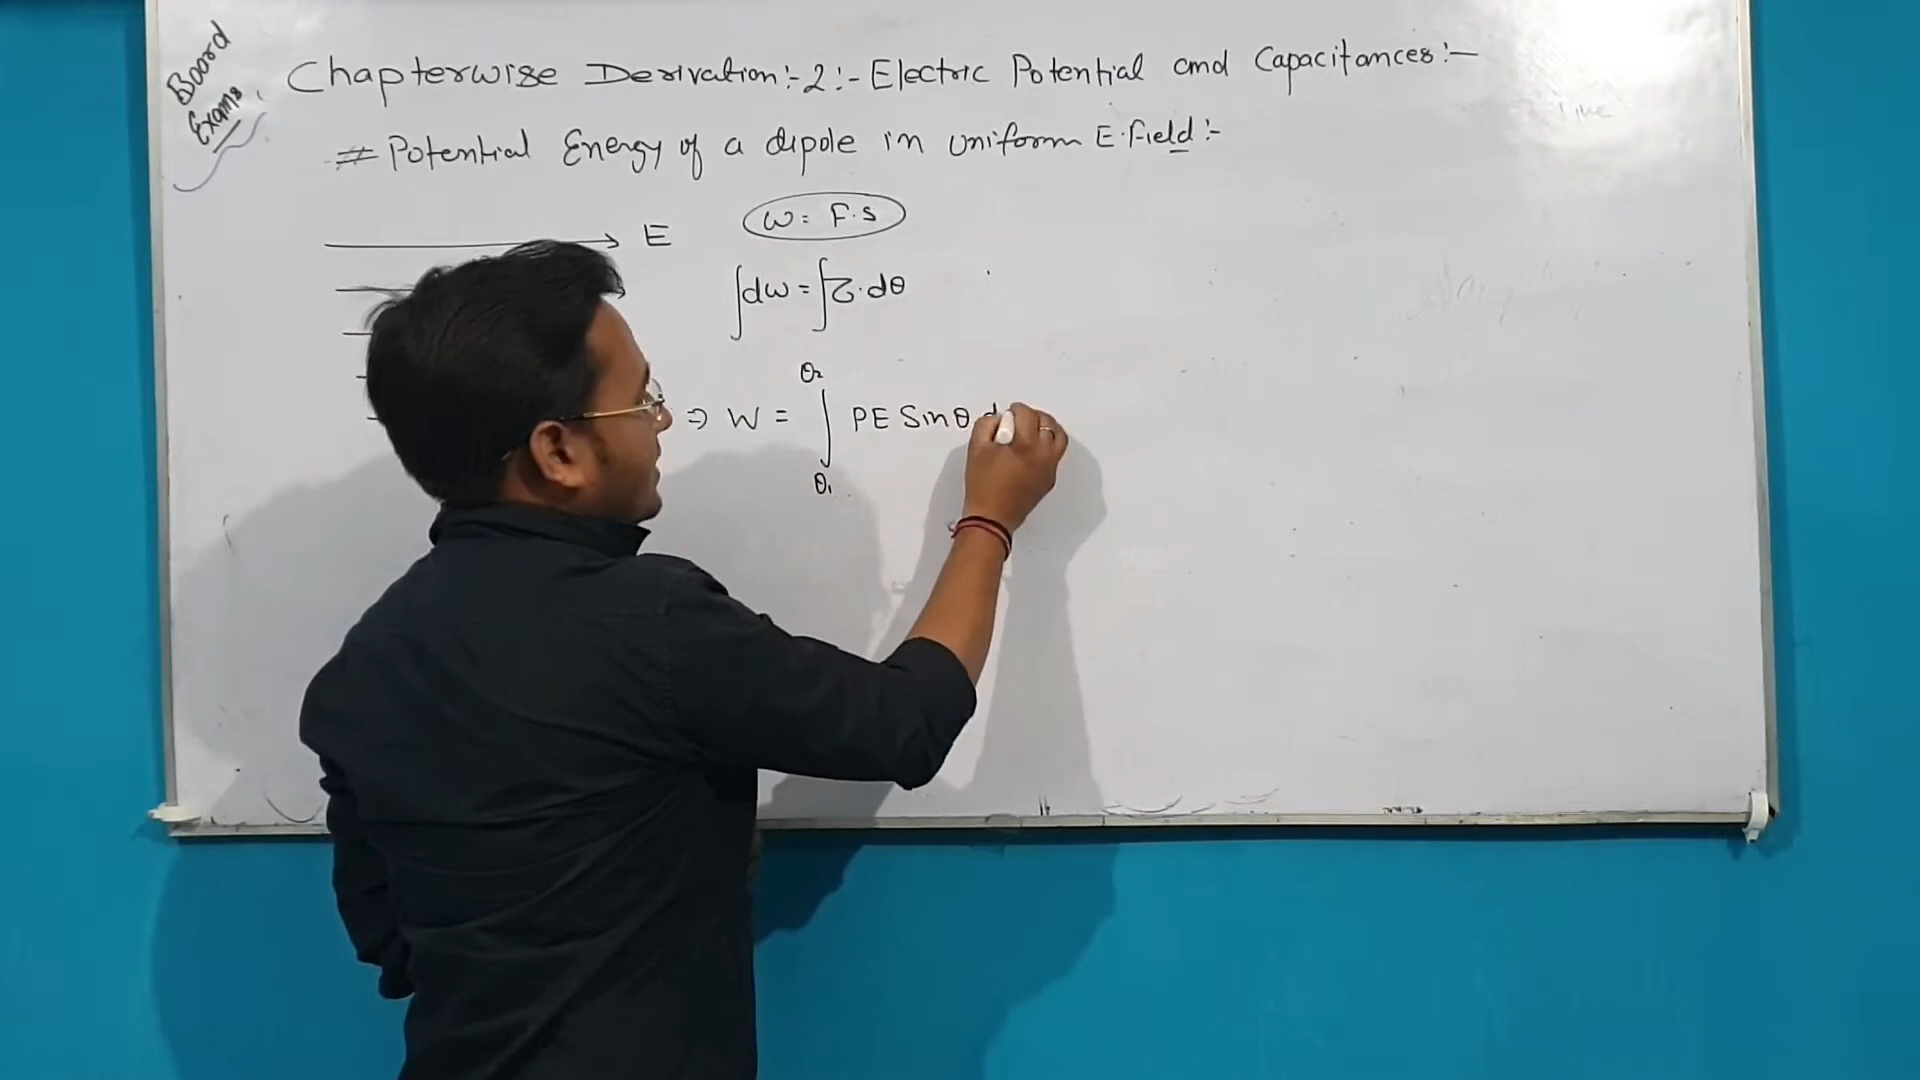 Board
Exams
Chapterwise Derivation:-2:- Electric Potential and Capacitances:-
# Potential Energy of a dipole in uniform E.Field:-
E
W = F.S
∫dw = ∫τ.dθ
⇒ W = ∫ PE Sinθ d
θ₂
θ₁